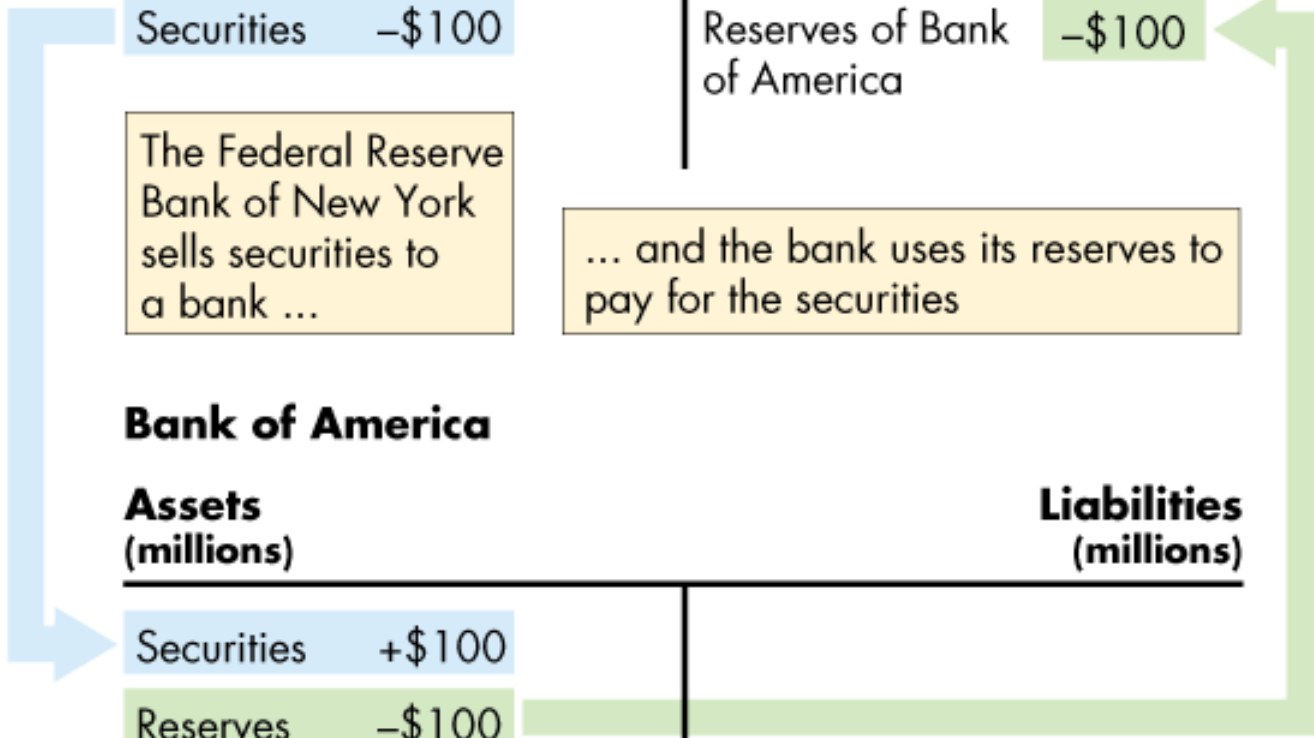 Securities –$100
Reserves of Bank –$100
of America
The Federal Reserve
Bank of New York
sells securities to
a bank ...
... and the bank uses its reserves to
pay for the securities
Bank of America
Assets
(millions)
Liabilities
(millions)
Securities +$100
Reserves –$100